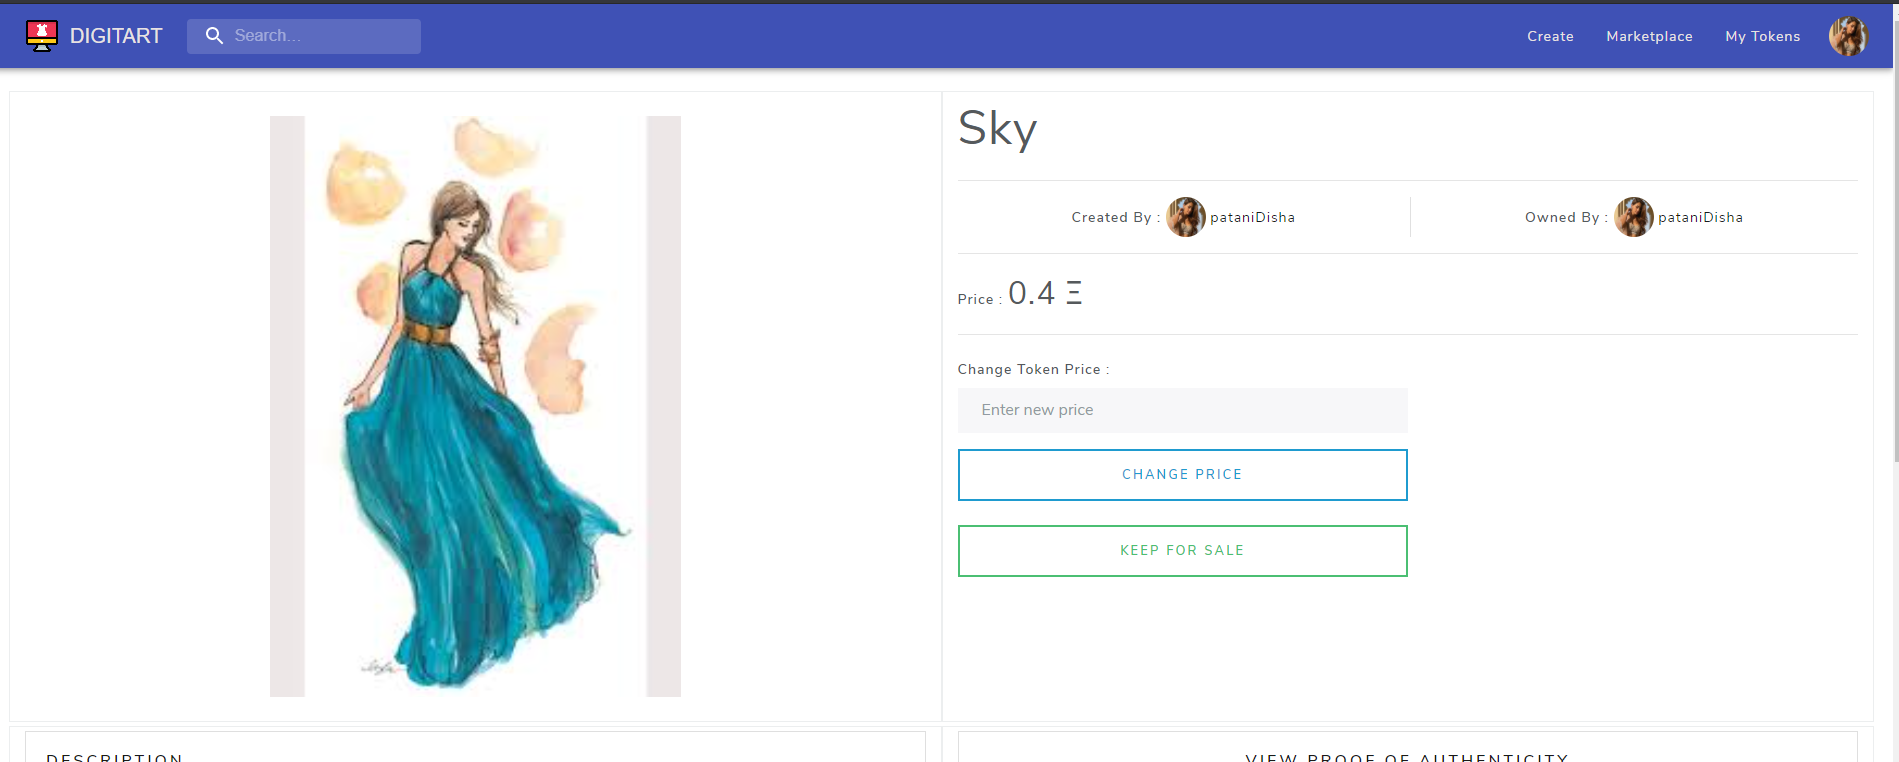 DIGITART
Search...
Create
Marketplace
My Tokens
Sky
Created By : pataniDisha
Owned By : pataniDisha
Price : 0.4 Ξ
Change Token Price :
Enter new price
CHANGE PRICE
KEEP FOR SALE
DESCRIPTION
VIEW PROOF OF AUTHENTICITY